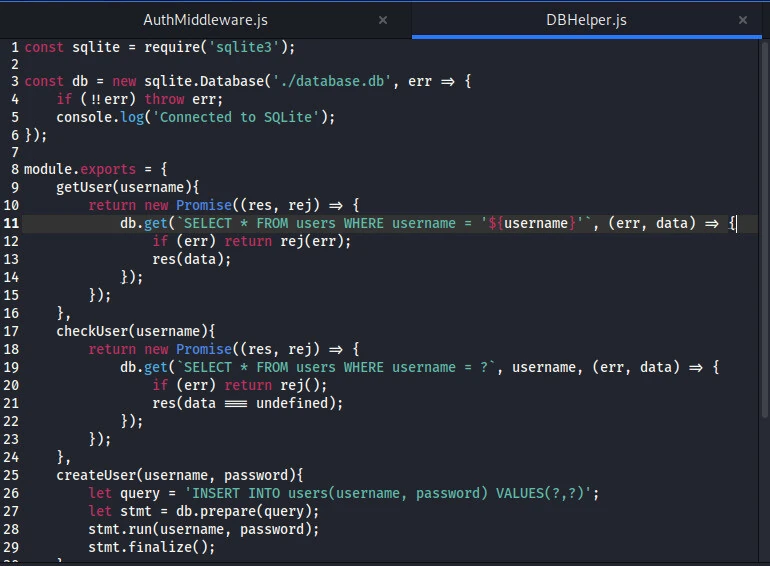 AuthMiddleware.js × DBHelper.js ×
1 const sqlite = require('sqlite3');
2
3 const db = new sqlite.Database('./database.db', err => {
4     if (!!err) throw err;
5     console.log('Connected to SQLite');
6 });
7
8 module.exports = {
9     getUser(username){
10         return new Promise((res, rej) => {
11             db.get(`SELECT * FROM users WHERE username = '${username}'`, (err, data) => {
12                 if (err) return rej(err);
13                 res(data);
14             });
15         });
16     },
17     checkUser(username){
18         return new Promise((res, rej) => {
19             db.get(`SELECT * FROM users WHERE username = ?`, username, (err, data) => {
20                 if (err) return rej();
21                 res(data === undefined);
22             });
23         });
24     },
25     createUser(username, password){
26         let query = 'INSERT INTO users(username, password) VALUES(?,?)';
27         let stmt = db.prepare(query);
28         stmt.run(username, password);
29         stmt.finalize();